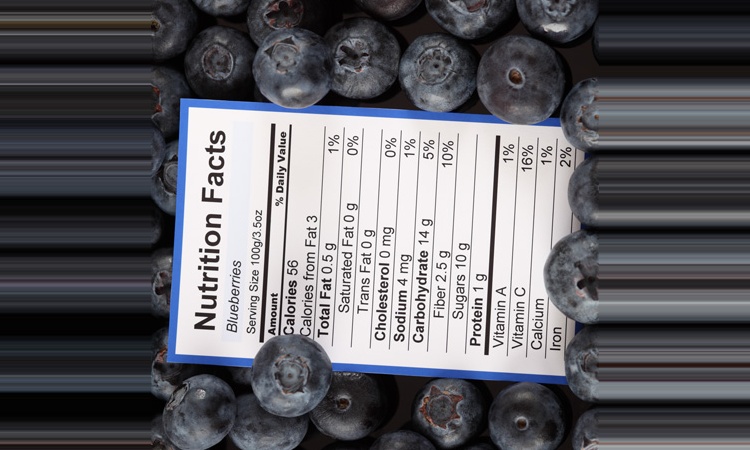 Nutrition Facts
Blueberries
Serving Size 100g/3.5oz
Amount % Daily Value
Calories 56
Calories from Fat 3
Total Fat 0.5 g 1%
Saturated Fat 0 g 0%
Trans Fat 0 g
Cholesterol 0 mg 0%
Sodium 4 mg 1%
Carbohydrate 14 g 5%
Fiber 2.5 g 10%
Sugars 10 g
Protein 1 g
Vitamin A 1%
Vitamin C 16%
Calcium 1%
Iron 2%